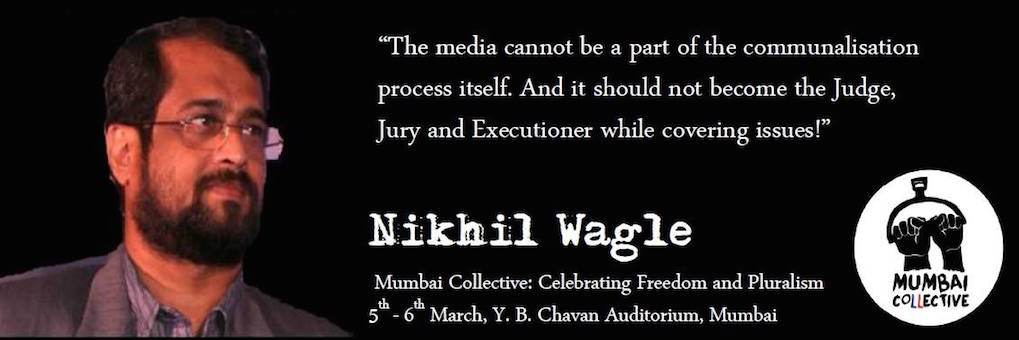 “The media cannot be a part of the communalisation
process itself. And it should not become the Judge,
Jury and Executioner while covering issues!”
Nikhil Wagle
Mumbai Collective: Celebrating Freedom and Pluralism
5th - 6th March, Y. B. Chavan Auditorium, Mumbai
MUMBAI
COLLECTIVE